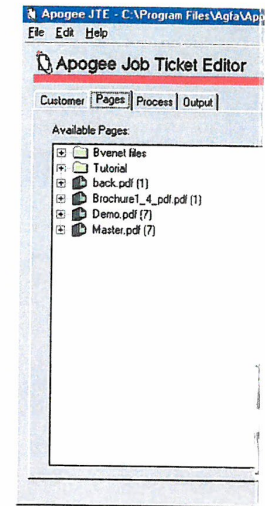 Apogee JTE - C:\Program Files\Agfa\Apo
File Edit Help
Apogee Job Ticket Editor
Customer Pages Process Output
Available Pages:
Bvenet files
Tutorial
back.pdf (1)
Brochure1_4_pdf.pdf (1)
Demo.pdf (7)
Master.pdf (7)